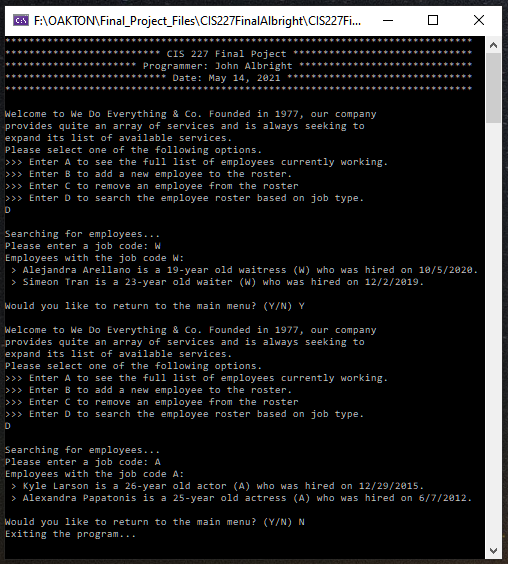 F:\OAKTON\Final_Project_Files\CIS227FinalAlbright\CIS227Fi...
********************************************************************************
************************** CIS 227 Final Poject ******************************
********************** Programmer: John Albright *****************************
*************************** Date: May 14, 2021 *******************************
********************************************************************************
Welcome to We Do Everything & Co. Founded in 1977, our company
provides quite an array of services and is always seeking to
expand its list of available services.
Please select one of the following options.
>>> Enter A to see the full list of employees currently working.
>>> Enter B to add a new employee to the roster.
>>> Enter C to remove an employee from the roster
>>> Enter D to search the employee roster based on job type.
D
Searching for employees...
Please enter a job code: W
Employees with the job code W:
 > Alejandra Arellano is a 19-year old waitress (W) who was hired on 10/5/2020.
 > Simeon Tran is a 23-year old waiter (W) who was hired on 12/2/2019.
Would you like to return to the main menu? (Y/N) Y
Welcome to We Do Everything & Co. Founded in 1977, our company
provides quite an array of services and is always seeking to
expand its list of available services.
Please select one of the following options.
>>> Enter A to see the full list of employees currently working.
>>> Enter B to add a new employee to the roster.
>>> Enter C to remove an employee from the roster
>>> Enter D to search the employee roster based on job type.
D
Searching for employees...
Please enter a job code: A
Employees with the job code A:
 > Kyle Larson is a 26-year old actor (A) who was hired on 12/29/2015.
 > Alexandra Papatonis is a 25-year old actress (A) who was hired on 6/7/2012.
Would you like to return to the main menu? (Y/N) N
Exiting the program...